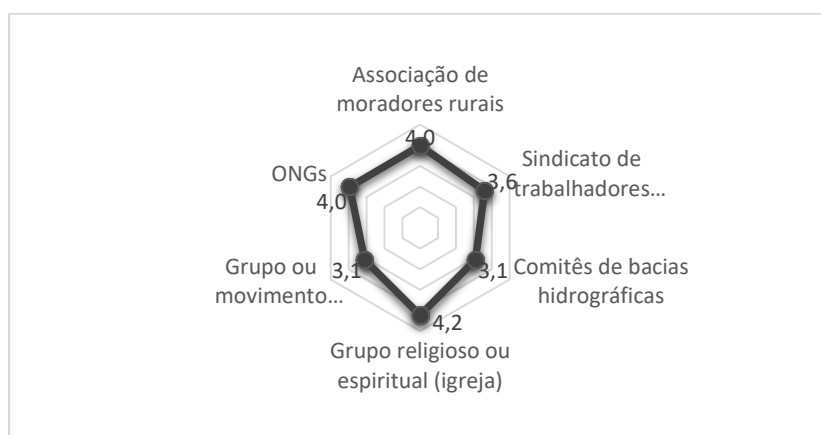 Associação de
moradores rurais
4,0
Sindicato de
trabalhadores…
3,6
Comitês de bacias
hidrográficas
3,1
Grupo religioso ou
espiritual (igreja)
4,2
Grupo ou
movimento…
3,1
ONGs
4,0